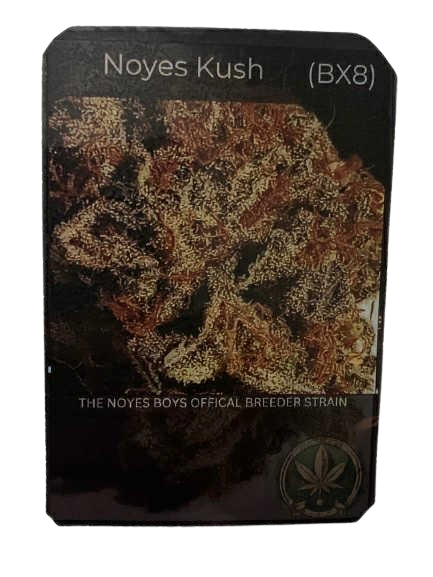 Noyes Kush (BX8)
THE NOYES BOYS OFFICAL BREEDER STRAIN